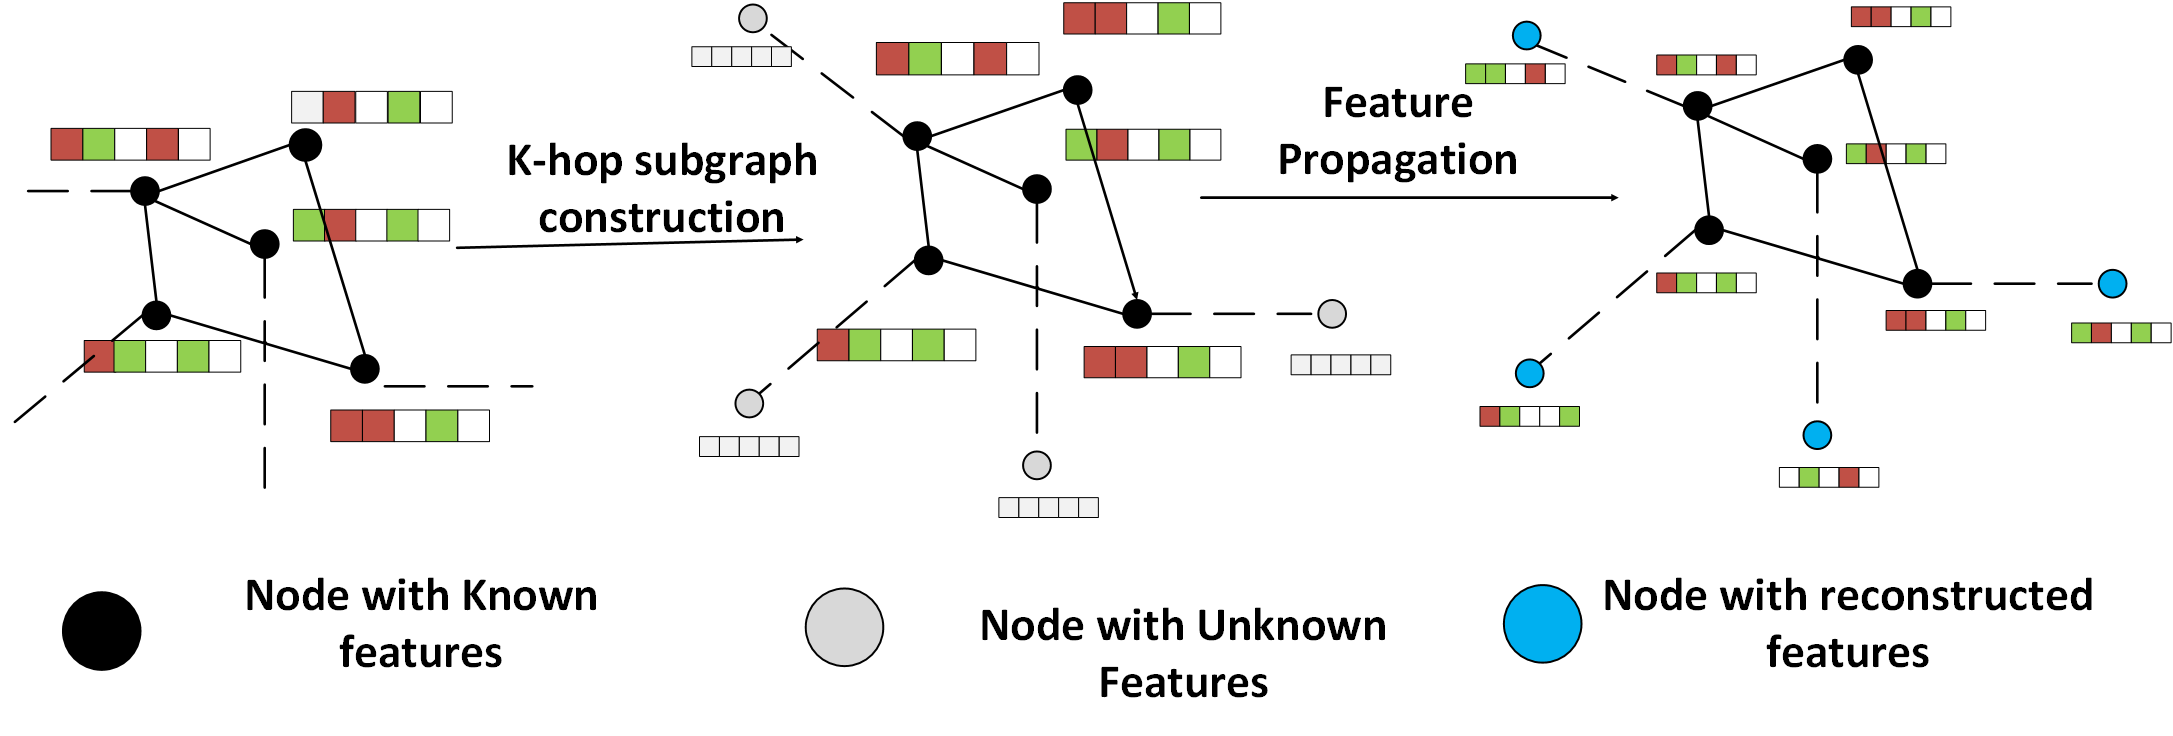 K-hop subgraph
construction
Feature
Propagation
Node with Known
features
Node with Unknown
Features
Node with reconstructed
features